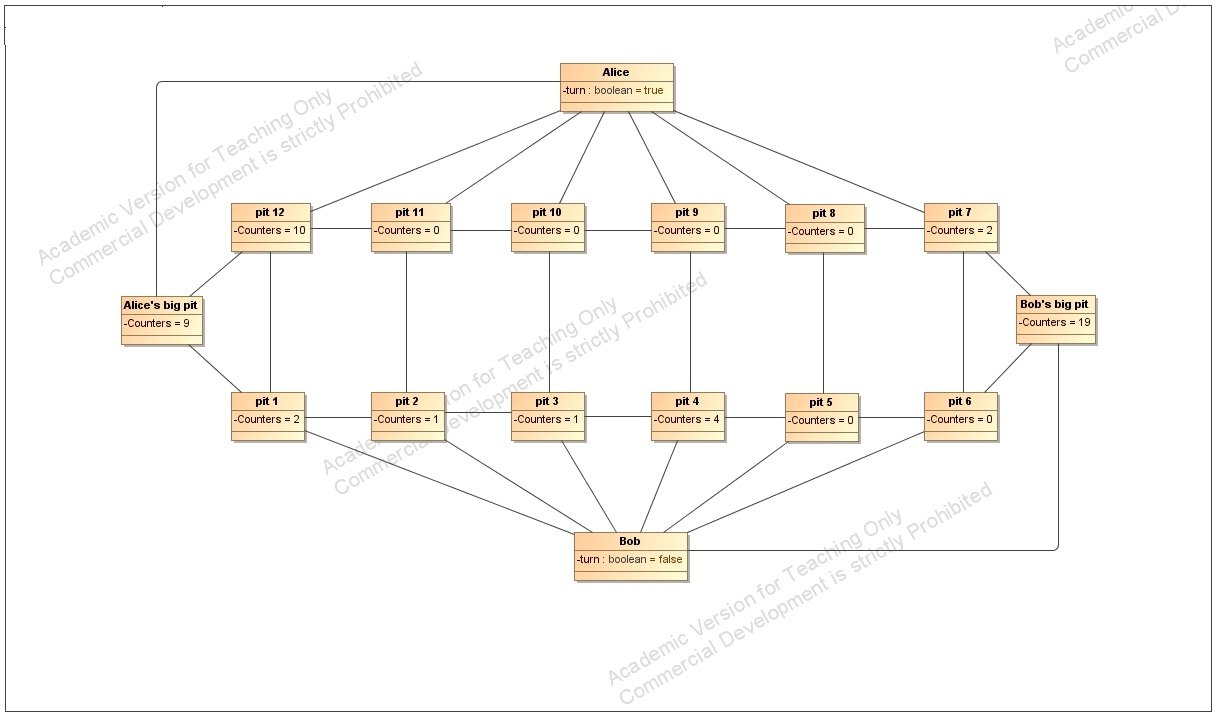 Academic Version for Teaching Only
Commercial Development is strictly Prohibited
Academic
Commercial D
Alice
-turn : boolean = true
pit 12
-Counters = 10
pit 11
-Counters = 0
pit 10
-Counters = 0
pit 9
-Counters = 0
pit 8
-Counters = 0
pit 7
-Counters = 2
Alice's big pit
-Counters = 9
Bob's big pit
-Counters = 19
Academic Version for Teaching Only
Commercial Development is strictly Prohibited
pit 1
-Counters = 2
pit 2
-Counters = 1
pit 3
-Counters = 1
pit 4
-Counters = 4
pit 5
-Counters = 0
pit 6
-Counters = 0
Bob
-turn : boolean = false
Academic Version for Teaching Only
Commercial Development is strictly Prohibited